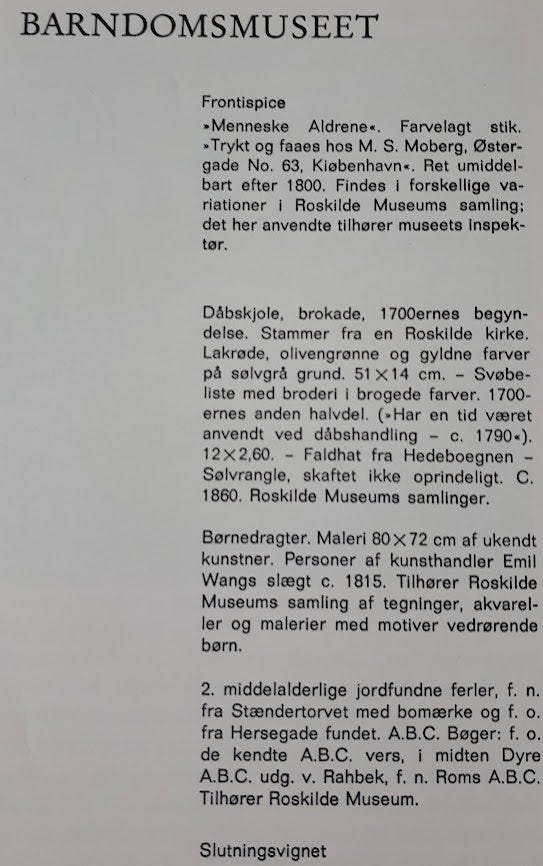 BARNDOMSMUSEET
Frontispice
»Menneske Aldrene«. Farvelagt stik.
»Trykt og faaes hos M. S. Moberg, Øster-
gade No. 63, Kiøbenhavn«. Ret umiddel-
bart efter 1800. Findes i forskellige va-
riationer i Roskilde Museums samling;
det her anvendte tilhører museets inspek-
tør.
Dåbskjole, brokade, 1700ernes begyn-
delse. Stammer fra en Roskilde kirke.
Lakrøde, olivengrønne og gyldne farver
på sølvgrå grund. 51 × 14 cm. – Svøbe-
liste med broderi i brogede farver. 1700-
ernes anden halvdel. (»Har en tid været
anvendt ved dåbshandling – c. 1790«).
12×2,60. – Faldhat fra Hedeboegnen –
Sølvrangle, skaftet ikke oprindeligt. C.
1860. Roskilde Museums samlinger.
Børnedragter. Maleri 80×72 cm af ukendt
kunstner. Personer af kunsthandler Emil
Wangs slægt c. 1815. Tilhører Roskilde
Museums samling af tegninger, akvarel-
ler og malerier med motiver vedrørende
børn.
2. middelalderlige jordfundne ferler, f. n.
fra Stændertorvet med bomærke og f. o.
fra Hersegade fundet. A.B.C. Bøger: f. o.
de kendte A.B.C. vers, i midten Dyre
A.B.C. udg. v. Rahbek, f. n. Roms A.B.C.
Tilhører Roskilde Museum.
Slutningsvignet